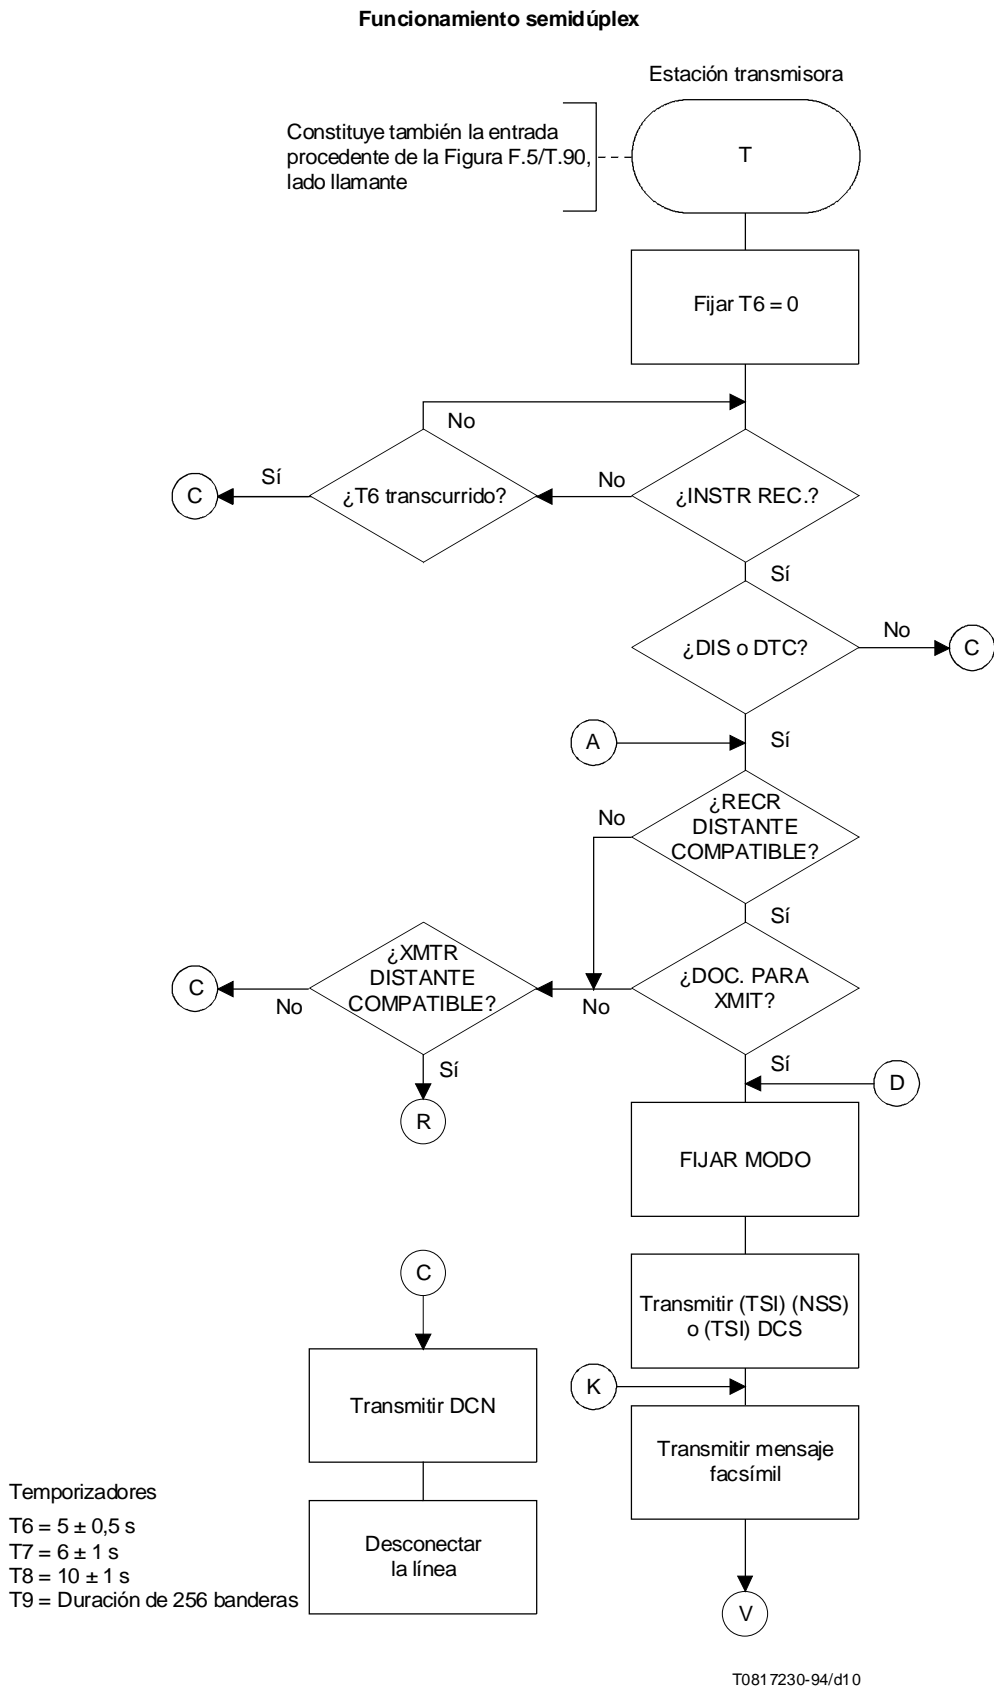 Funcionamiento semidúplex
Estación transmisora
Constituye también la entrada
procedente de la Figura F.5/T.90,
lado llamante
T
Fijar T6 = 0
No
¿T6 transcurrido?
Sí
C
No
¿INSTR REC.?
Sí
¿DIS o DTC?
No
C
Sí
A
¿RECR
DISTANTE
COMPATIBLE?
No
Sí
¿DOC. PARA
XMIT?
No
¿XMTR
DISTANTE
COMPATIBLE?
No
C
Sí
R
Sí
D
FIJAR MODO
Transmitir (TSI) (NSS)
o (TSI) DCS
K
Transmitir mensaje
facsímil
V
C
Transmitir DCN
Desconectar
la línea
Temporizadores
T6 = 5 ± 0,5 s
T7 = 6 ± 1 s
T8 = 10 ± 1 s
T9 = Duración de 256 banderas
T0817230-94/d10